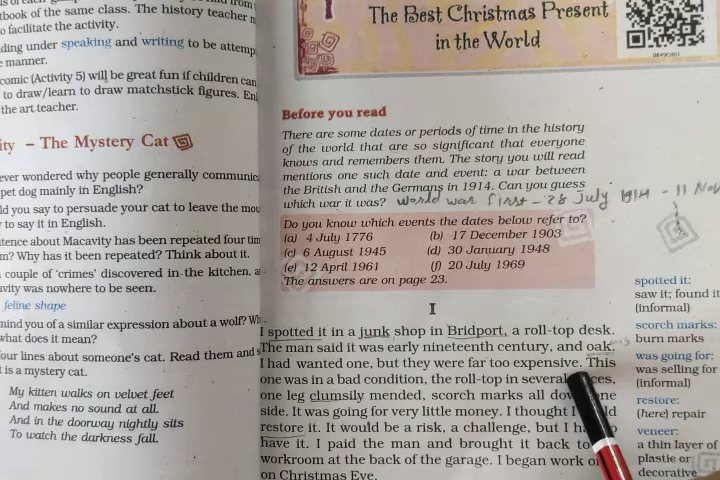 tbook of the same class. The history teacher
o facilitate the activity.
ding under speaking and writing to be attemp
e manner.
comic (Activity 5) will be great fun if children can
to draw/learn to draw matchstick figures. En
the art teacher.
ity – The Mystery Cat
ever wondered why people generally communic
pet dog mainly in English?
ld you say to persuade your cat to leave the mou
y to say it in English.
tence about Macavity has been repeated four tim
m? Why has it been repeated? Think about it.
couple of 'crimes' discovered in the kitchen, a
avity was nowhere to be seen.
feline shape
mind you of a similar expression about a wolf? Wh
what does it mean?
four lines about someone's cat. Read them and s
t is a mystery cat.
My kitten walks on velvet feet
And makes no sound at all.
And in the doorway nightly sits
To watch the darkness fall.
1
The Best Christmas Present
in the World
0849CH01
Before you read
There are some dates or periods of time in the history
of the world that are so significant that everyone
knows and remembers them. The story you will read
mentions one such date and event: a war between
the British and the Germans in 1914. Can you guess
which war it was? World war first – 28 July 1914 - 11 Nov
Do you know which events the dates below refer to?
(a) 4 July 1776 (b) 17 December 1903
(c) 6 August 1945 (d) 30 January 1948
(e) 12 April 1961 (f) 20 July 1969
The answers are on page 23.
I
I spotted it in a junk shop in Bridport, a roll-top desk.
The man said it was early nineteenth century, and oak.
I had wanted one, but they were far too expensive. This
one was in a bad condition, the roll-top in several ces,
one leg clumsily mended, scorch marks all do one
side. It was going for very little money. I thought I ld
restore it. It would be a risk, a challenge, but I ha to
have it. I paid the man and brought it back to
workroom at the back of the garage. I began work o
on Christmas Eve.
spotted it:
saw it; found it
(informal)
scorch marks:
burn marks
was going for:
was selling for
(informal)
restore:
(here) repair
veneer:
a thin layer of
plastic or
decorative